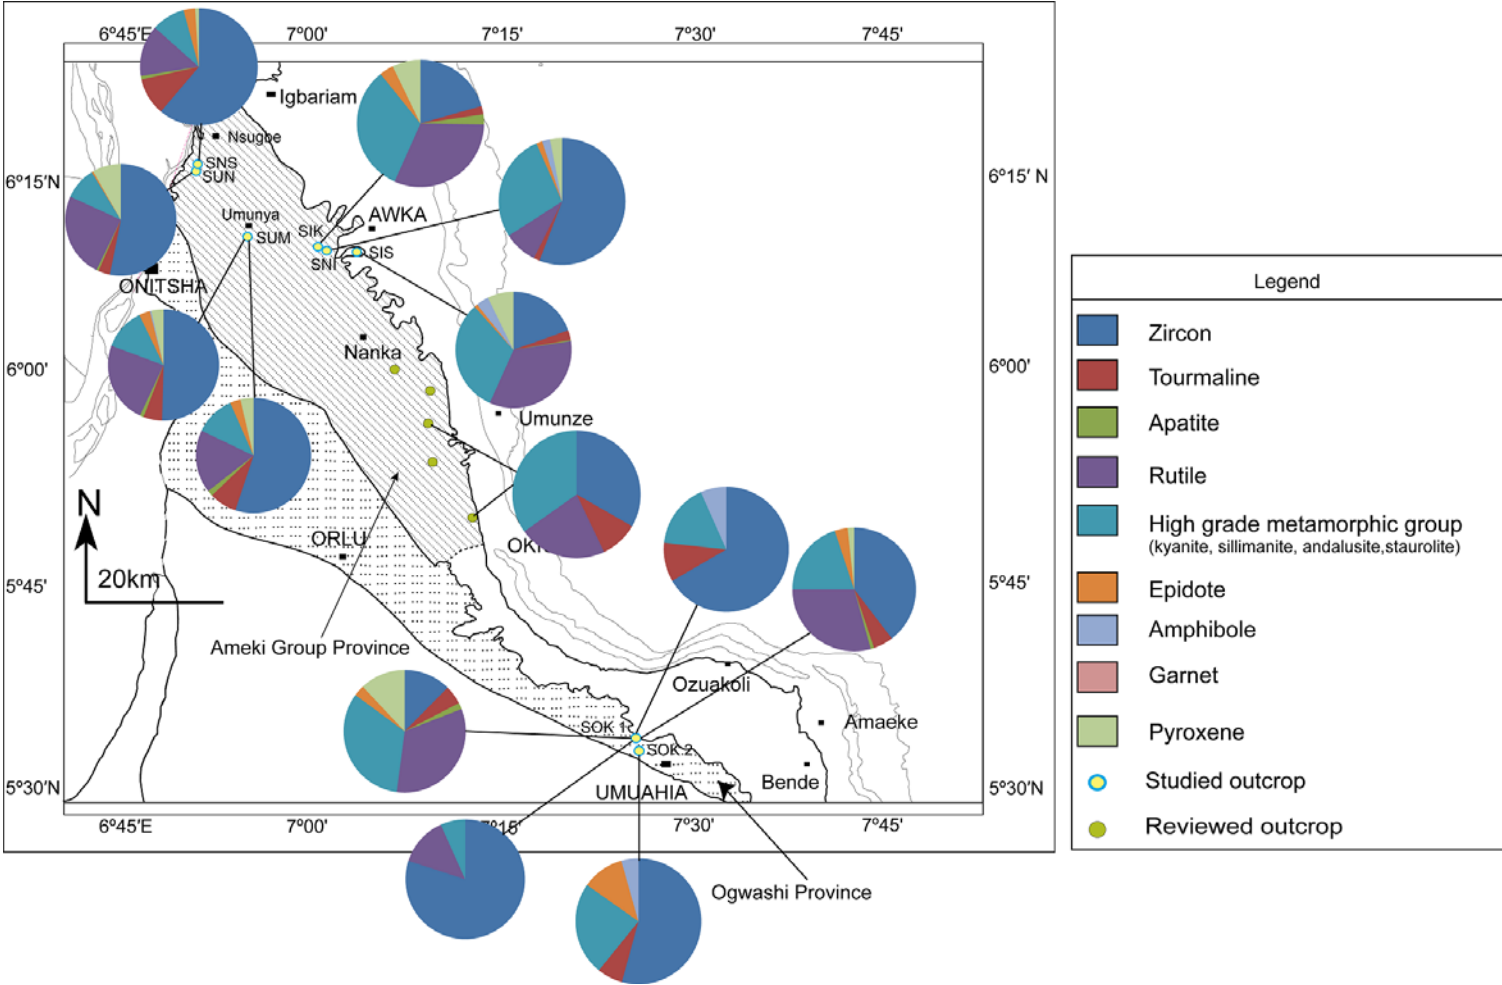 6°45'E 7°00' 7°15' 7°30' 7°45'
Igbariam
Nsugbe
SNS
SUN
6°15'N
6°15' N
Umunya
SUM
AWKA
SIK
SNI
SIS
ONITSHA
Nanka
6°00'
6°00'
Umunze
N
20km
ORLU
5°45'
5°45'
Ameki Group Province
Ozuakoli
Amaeke
SOK 1
SOK 2
UMUAHIA
Bende
5°30'N
5°30'N
6°45'E 7°00' 7°30' 7°45'
Ogwashi Province
Legend
Zircon
Tourmaline
Apatite
Rutile
High grade metamorphic group
(kyanite, sillimanite, andalusite,staurolite)
Epidote
Amphibole
Garnet
Pyroxene
Studied outcrop
Reviewed outcrop